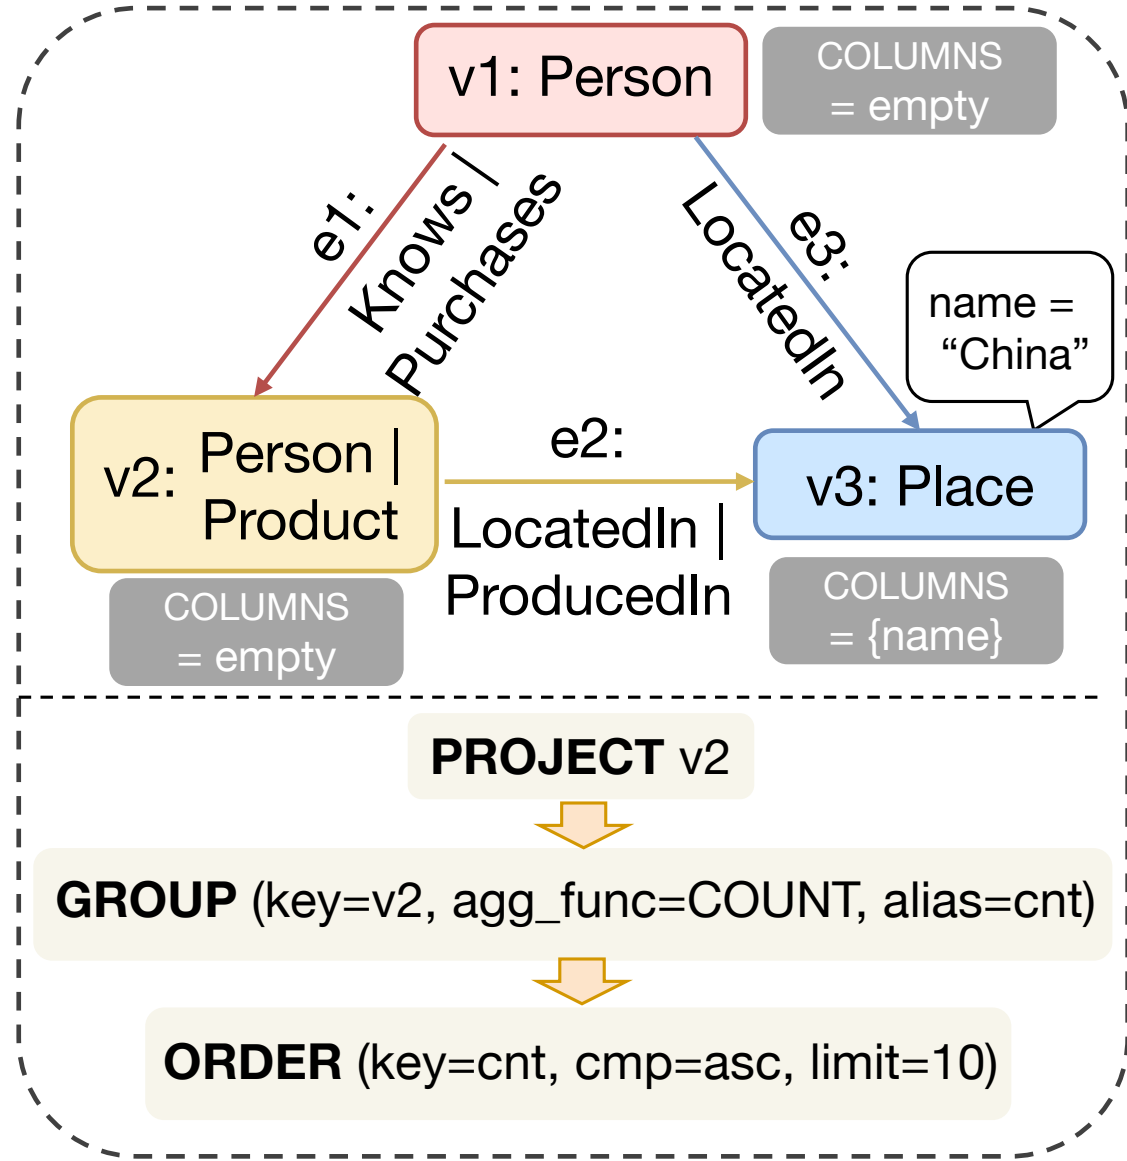 v1: Person
COLUMNS
= empty
e1:
Knows |
Purchases
e3:
LocatedIn
name =
“China”
v2: Person |
Product
e2:
LocatedIn |
ProducedIn
v3: Place
COLUMNS
= empty
COLUMNS
= {name}
PROJECT v2
GROUP (key=v2, agg_func=COUNT, alias=cnt)
ORDER (key=cnt, cmp=asc, limit=10)